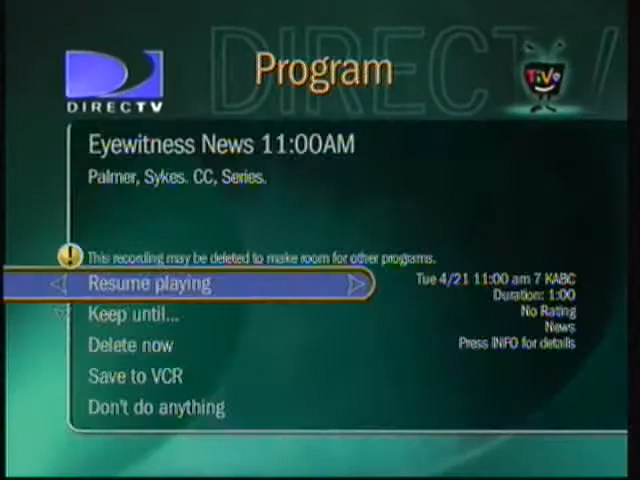 DIRECTV
Program
TiVo
DIRECTV
Eyewitness News 11:00AM
Palmer, Sykes. CC, Series.
This recording may be deleted to make room for other programs.
Resume playing
Keep until...
Delete now
Save to VCR
Don't do anything
Tue 4/21 11:00 am 7 KABC
Duration: 1:00
No Rating
News
Press INFO for details